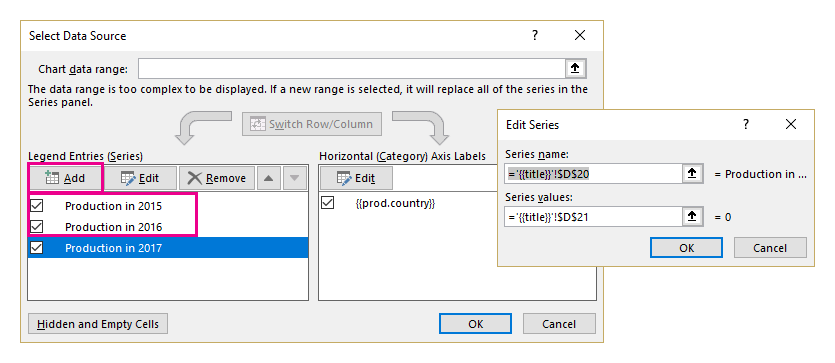 Select Data Source
?
Chart data range:
The data range is too complex to be displayed. If a new range is selected, it will replace all of the series in the
Series panel.
Switch Row/Column
Legend Entries (Series)
Add
Edit
Remove
Production in 2015
Production in 2016
Production in 2017
Horizontal (Category) Axis Labels
Edit
{{prod.country}}
Hidden and Empty Cells
OK
Cancel
Edit Series
?
Series name:
='{{title}}'!$D$20
= Production in ...
Series values:
='{{title}}'!$D$21
= 0
OK
Cancel